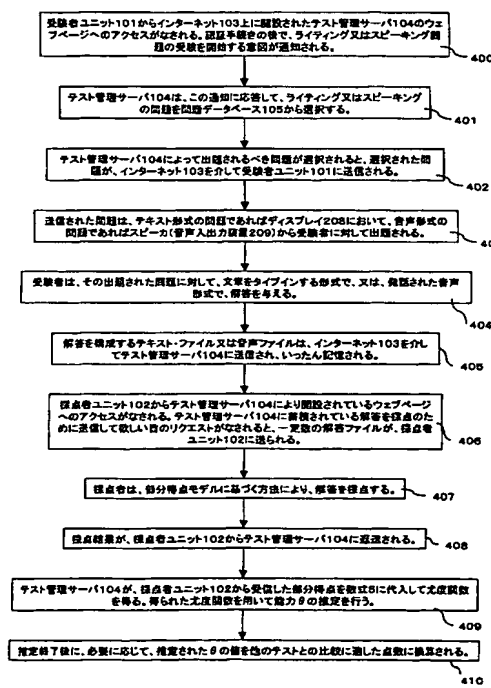 受験者ユニット101からインターネット103上に開設されたテスト管理サーバ104のウェ
ブページへのアクセスがなされる。認証手続きの後で、ライティング又はスピーキング問
題の受験を開始する意図が通知される。
400
テスト管理サーバ104は、この通知に応答して、ライティング又はスピーキング
の問題を問題データベース105から選択する。
401
テスト管理サーバ104によって出題されるべき問題が選択されると、選択された問
題が、インターネット103を介して受験者ユニット101に送信される。
402
送信された問題は、テキスト形式の問題であればディスプレイ208において、音声形式の
問題であればスピーカ(音声入出力装置209)から受験者に対して出題される。
受験者は、その出題された問題に対して、文章をタイプインする形式で、又は、発話された音声
形式で、解答を与える。
404
解答を構成するテキスト・ファイル又は音声ファイルは、インターネット103を介し
てテスト管理サーバ104に送信され、いったん記憶される。
405
採点者ユニット102からテスト管理サーバ104により開設されているウェブページ
へのアクセスがなされる。テスト管理サーバ104に蓄積されている解答を採点のた
めに送信して欲しい旨のリクエストがなされると、一定数の解答ファイルが、採点者
ユニット102に送られる。
406
採点者は、部分得点モデルに基づく方法により、解答を採点する。
407
採点結果が、採点者ユニット102からテスト管理サーバ104に返送される。
408
テスト管理サーバ104が、採点者ユニット102から受信した部分得点を数式5に代入して尤度関数
を得る。得られた尤度関数を用いて能力θの推定を行う。
409
推定終了後に、必要に応じて、推定されたθの値を他のテストとの比較に適した点数に換算される。
410